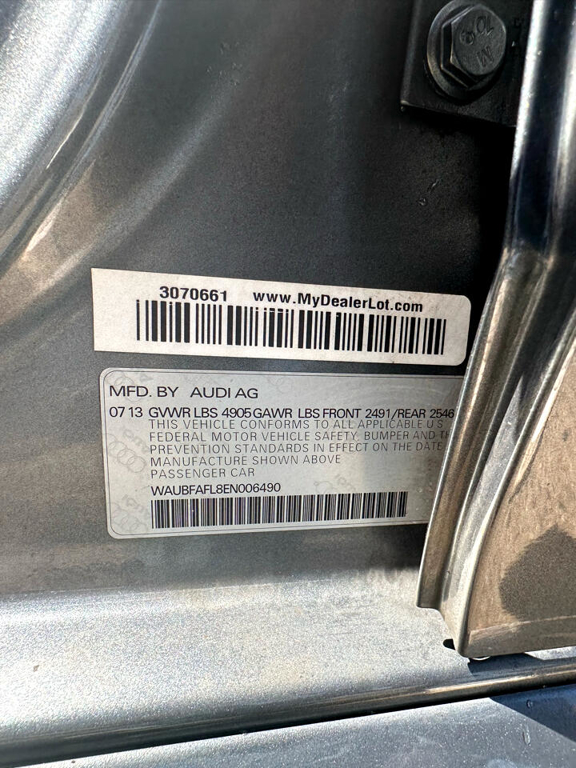 3070661 www.MyDealerLot.com
MFD. BY AUDI AG
07 13 GVWR LBS 4905 GAWR LBS FRONT 2491/REAR 2546
THIS VEHICLE CONFORMS TO ALL APPLICABLE U S
FEDERAL MOTOR VEHICLE SAFETY, BUMPER AND
PREVENTION STANDARDS IN EFFECT ON THE DATE
MANUFACTURE SHOWN ABOVE
PASSENGER CAR
WAUBFAFL8EN006490